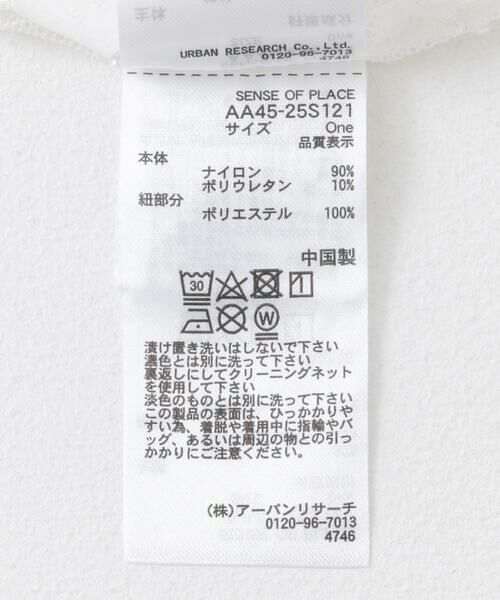 主体
URBAN RESEARCH Co.,Ltd.
0120-96-7013
4746
SENSE OF PLACE
AA45-25S121
サイズ One
品質表示
本体
ナイロン 90%
ポリウレタン 10%
紐部分
ポリエステル 100%
中国製
30
W
漬け置き洗いはしないで下さい
濃色とは別に洗って下さい
裏返しにしてクリーニングネット
を使用して下さい
淡色のものとは別に洗って下さい
この製品の表面は、ひっかかりや
すい為、着脱や着用中に指輪やバ
ッグ、あるいは周辺の物との引っ
かかりにご注意ください。
(株)アーバンリサーチ
0120-96-7013
4746